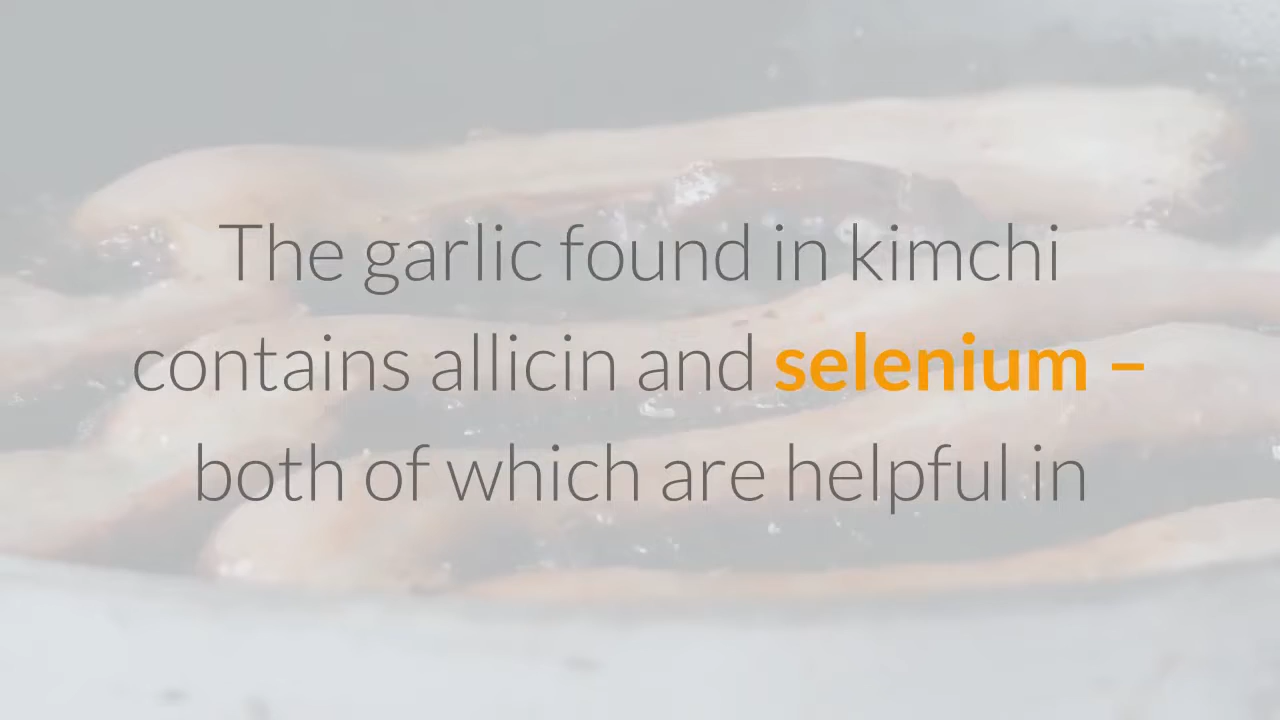 The garlic found in kimchi
contains allicin and selenium –
both of which are helpful in